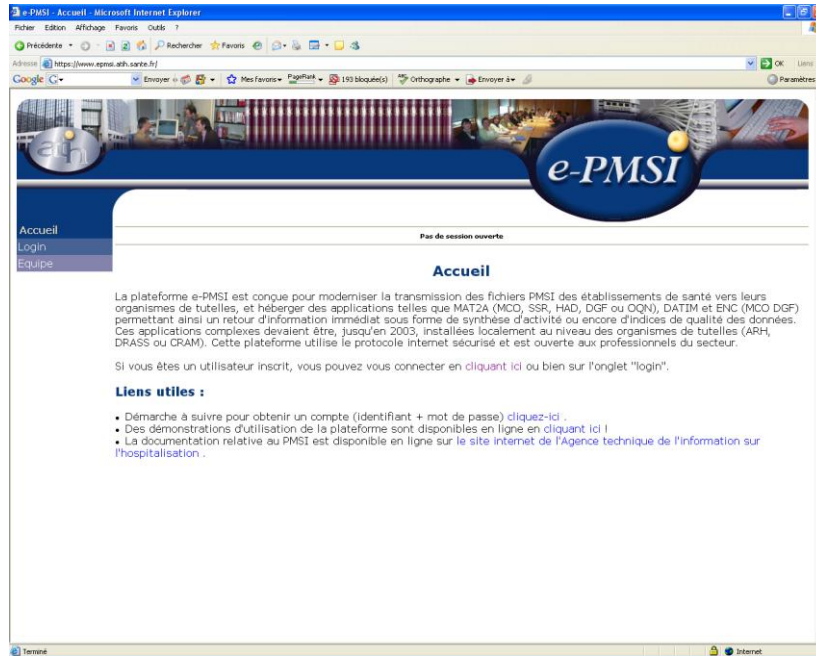 e-PMSI - Accueil - Microsoft Internet Explorer
Fichier Edition Affichage Favoris Outils ?
Précédente Rechercher Favoris
Adresse https://www.epmsi.atih.sante.fr/ OK Liens
Google Envoyer Mes favoris PageRank 193 bloquée(s) Orthographe Envoyer à Paramètres
atih
e-PMSI
Accueil
Login
Equipe
Pas de session ouverte
Accueil
La plateforme e-PMSI est conçue pour moderniser la transmission des fichiers PMSI des établissements de santé vers leurs
organismes de tutelles, et héberger des applications telles que MAT2A (MCO, SSR, HAD, DGF ou OQN), DATIM et ENC (MCO DGF)
permettant ainsi un retour d'information immédiat sous forme de synthèse d'activité ou encore d'indices de qualité des données.
Ces applications complexes devaient être, jusqu'en 2003, installées localement au niveau des organismes de tutelles (ARH,
DRASS ou CRAM). Cette plateforme utilise le protocole internet sécurisé et est ouverte aux professionnels du secteur.
Si vous êtes un utilisateur inscrit, vous pouvez vous connecter en cliquant ici ou bien sur l'onglet "login".
Liens utiles :
• Démarche à suivre pour obtenir un compte (identifiant + mot de passe) cliquez-ici .
• Des démonstrations d'utilisation de la plateforme sont disponibles en ligne en cliquant ici !
• La documentation relative au PMSI est disponible en ligne sur le site internet de l'Agence technique de l'information sur
l'hospitalisation .
Terminé Internet